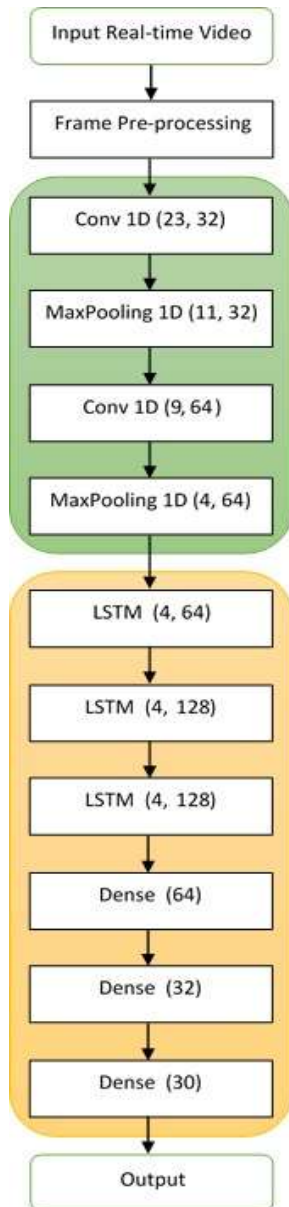 Input Real-time Video
Frame Pre-processing
Conv 1D (23, 32)
MaxPooling 1D (11, 32)
Conv 1D (9, 64)
MaxPooling 1D (4, 64)
LSTM (4, 64)
LSTM (4, 128)
LSTM (4, 128)
Dense (64)
Dense (32)
Dense (30)
Output